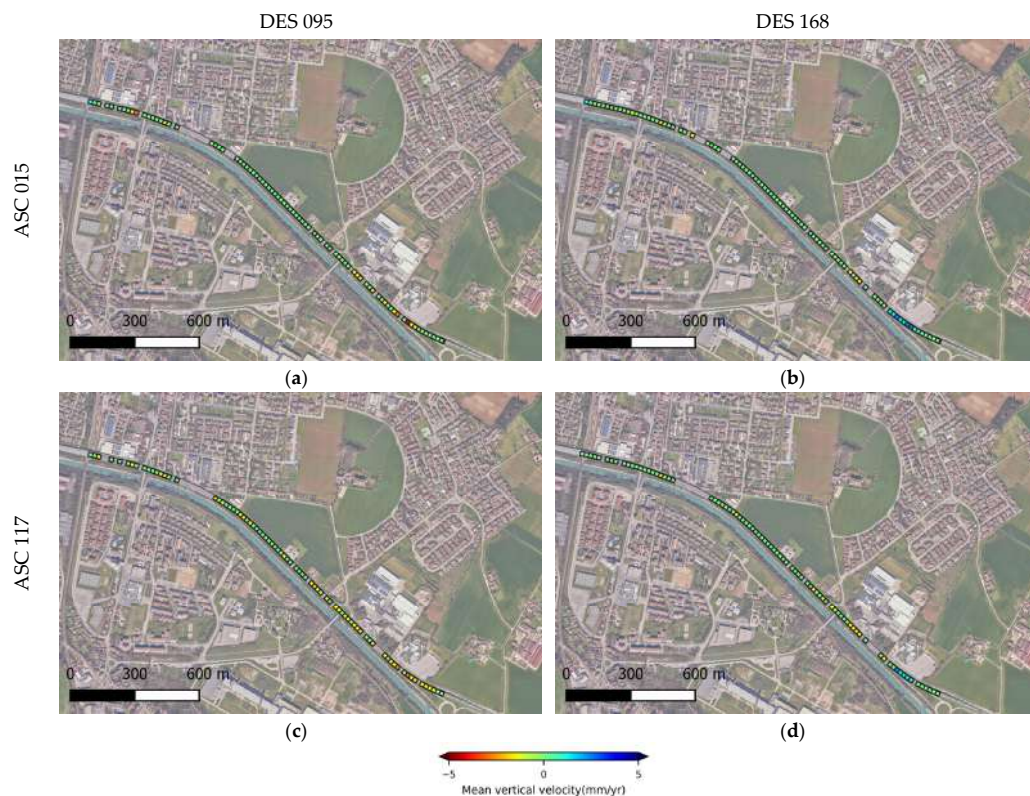 DES 095 DES 168
ASC 015
0 300 600 m 0 300 600 m
(a) (b)
ASC 117
0 300 600 m 0 300 600 m
(c) (d)
−5 0 5
Mean vertical velocity(mm/yr)